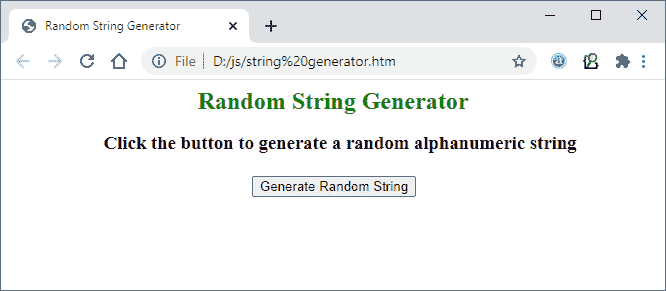 Random String Generator
File D:/js/string%20generator.htm
Random String Generator
Click the button to generate a random alphanumeric string
Generate Random String